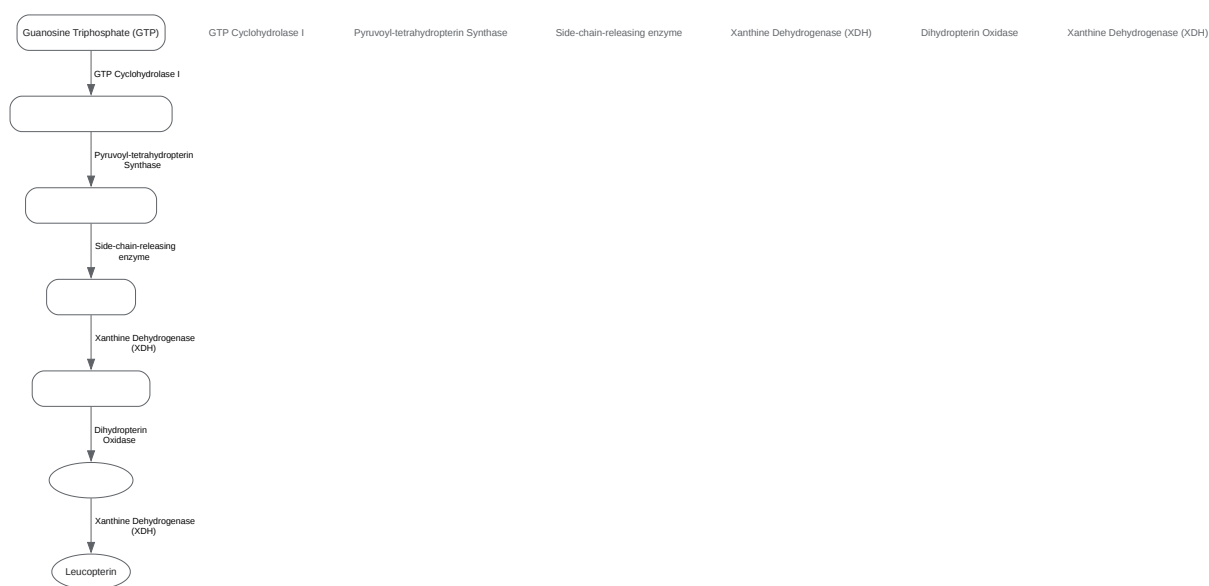 Guanosine Triphosphate (GTP)
GTP Cyclohydrolase I
Pyruvoyl-tetrahydropterin Synthase
Side-chain-releasing enzyme
Xanthine Dehydrogenase (XDH)
Dihydropterin Oxidase
Xanthine Dehydrogenase (XDH)
GTP Cyclohydrolase I
Pyruvoyl-tetrahydropterin
Synthase
Side-chain-releasing
enzyme
Xanthine Dehydrogenase
(XDH)
Dihydropterin
Oxidase
Xanthine Dehydrogenase
(XDH)
Leucopterin